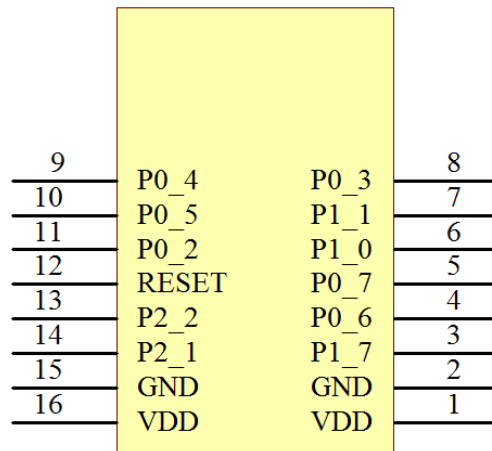 9 P0_4 P0_3 8
10 P0_5 P1_1 7
11 P0_2 P1_0 6
12 RESET P0_7 5
13 P2_2 P0_6 4
14 P2_1 P1_7 3
15 GND GND 2
16 VDD VDD 1